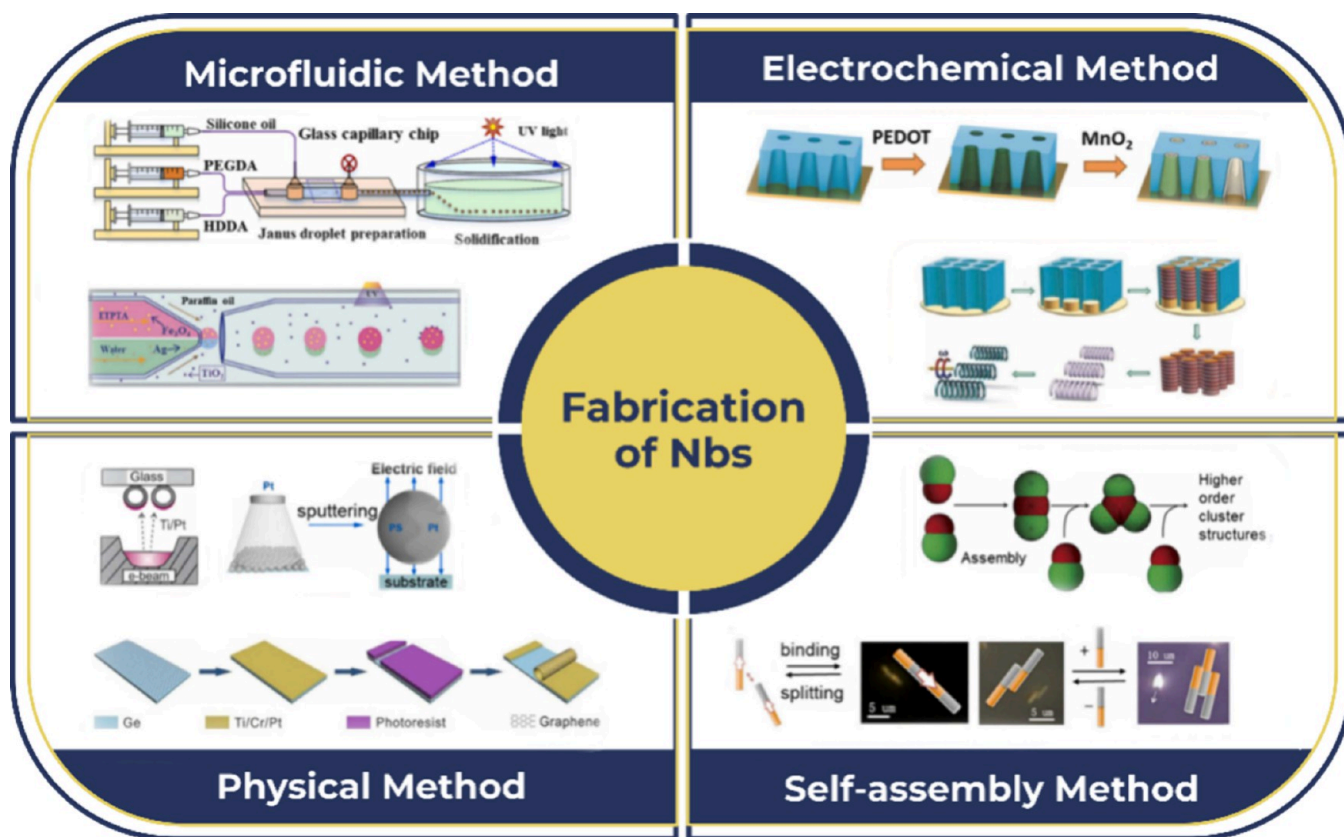 Microfluidic Method
Silicone oil
Glass capillary chip
UV light
PEGDA
HDDA
Janus droplet preparation
Solidification
Paraffin oil
UV
ETPTA
Fe₃O₄
Water
Ag
TiO₂
Electrochemical Method
PEDOT
MnO₂
Fabrication
of Nbs
Glass
Ti/Pt
e-beam
Pt
sputtering
Electric field
PS
Pt
substrate
Ge
Ti/Cr/Pt
Photoresist
Graphene
Physical Method
Assembly
Higher
order
cluster
structures
binding
splitting
5 um
5 um
+
−
10 um
Self-assembly Method